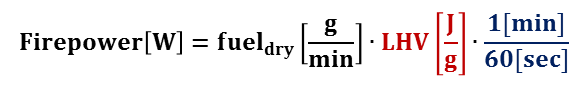 Firepower[W] = fuel_dry [g/min] · LHV [J/g] · 1[min]/60[sec]